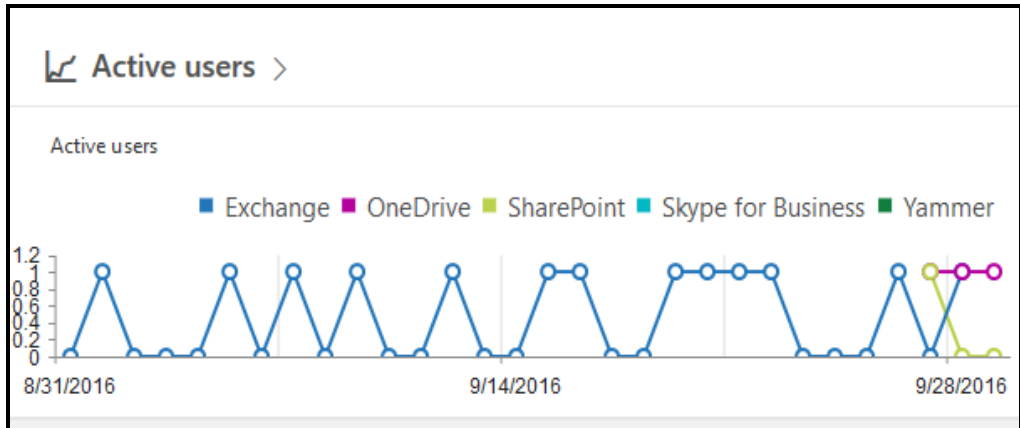 Active users >
Active users
Exchange OneDrive SharePoint Skype for Business Yammer
1.2
1
0.8
0.6
0.4
0.2
0
8/31/2016 9/14/2016 9/28/2016